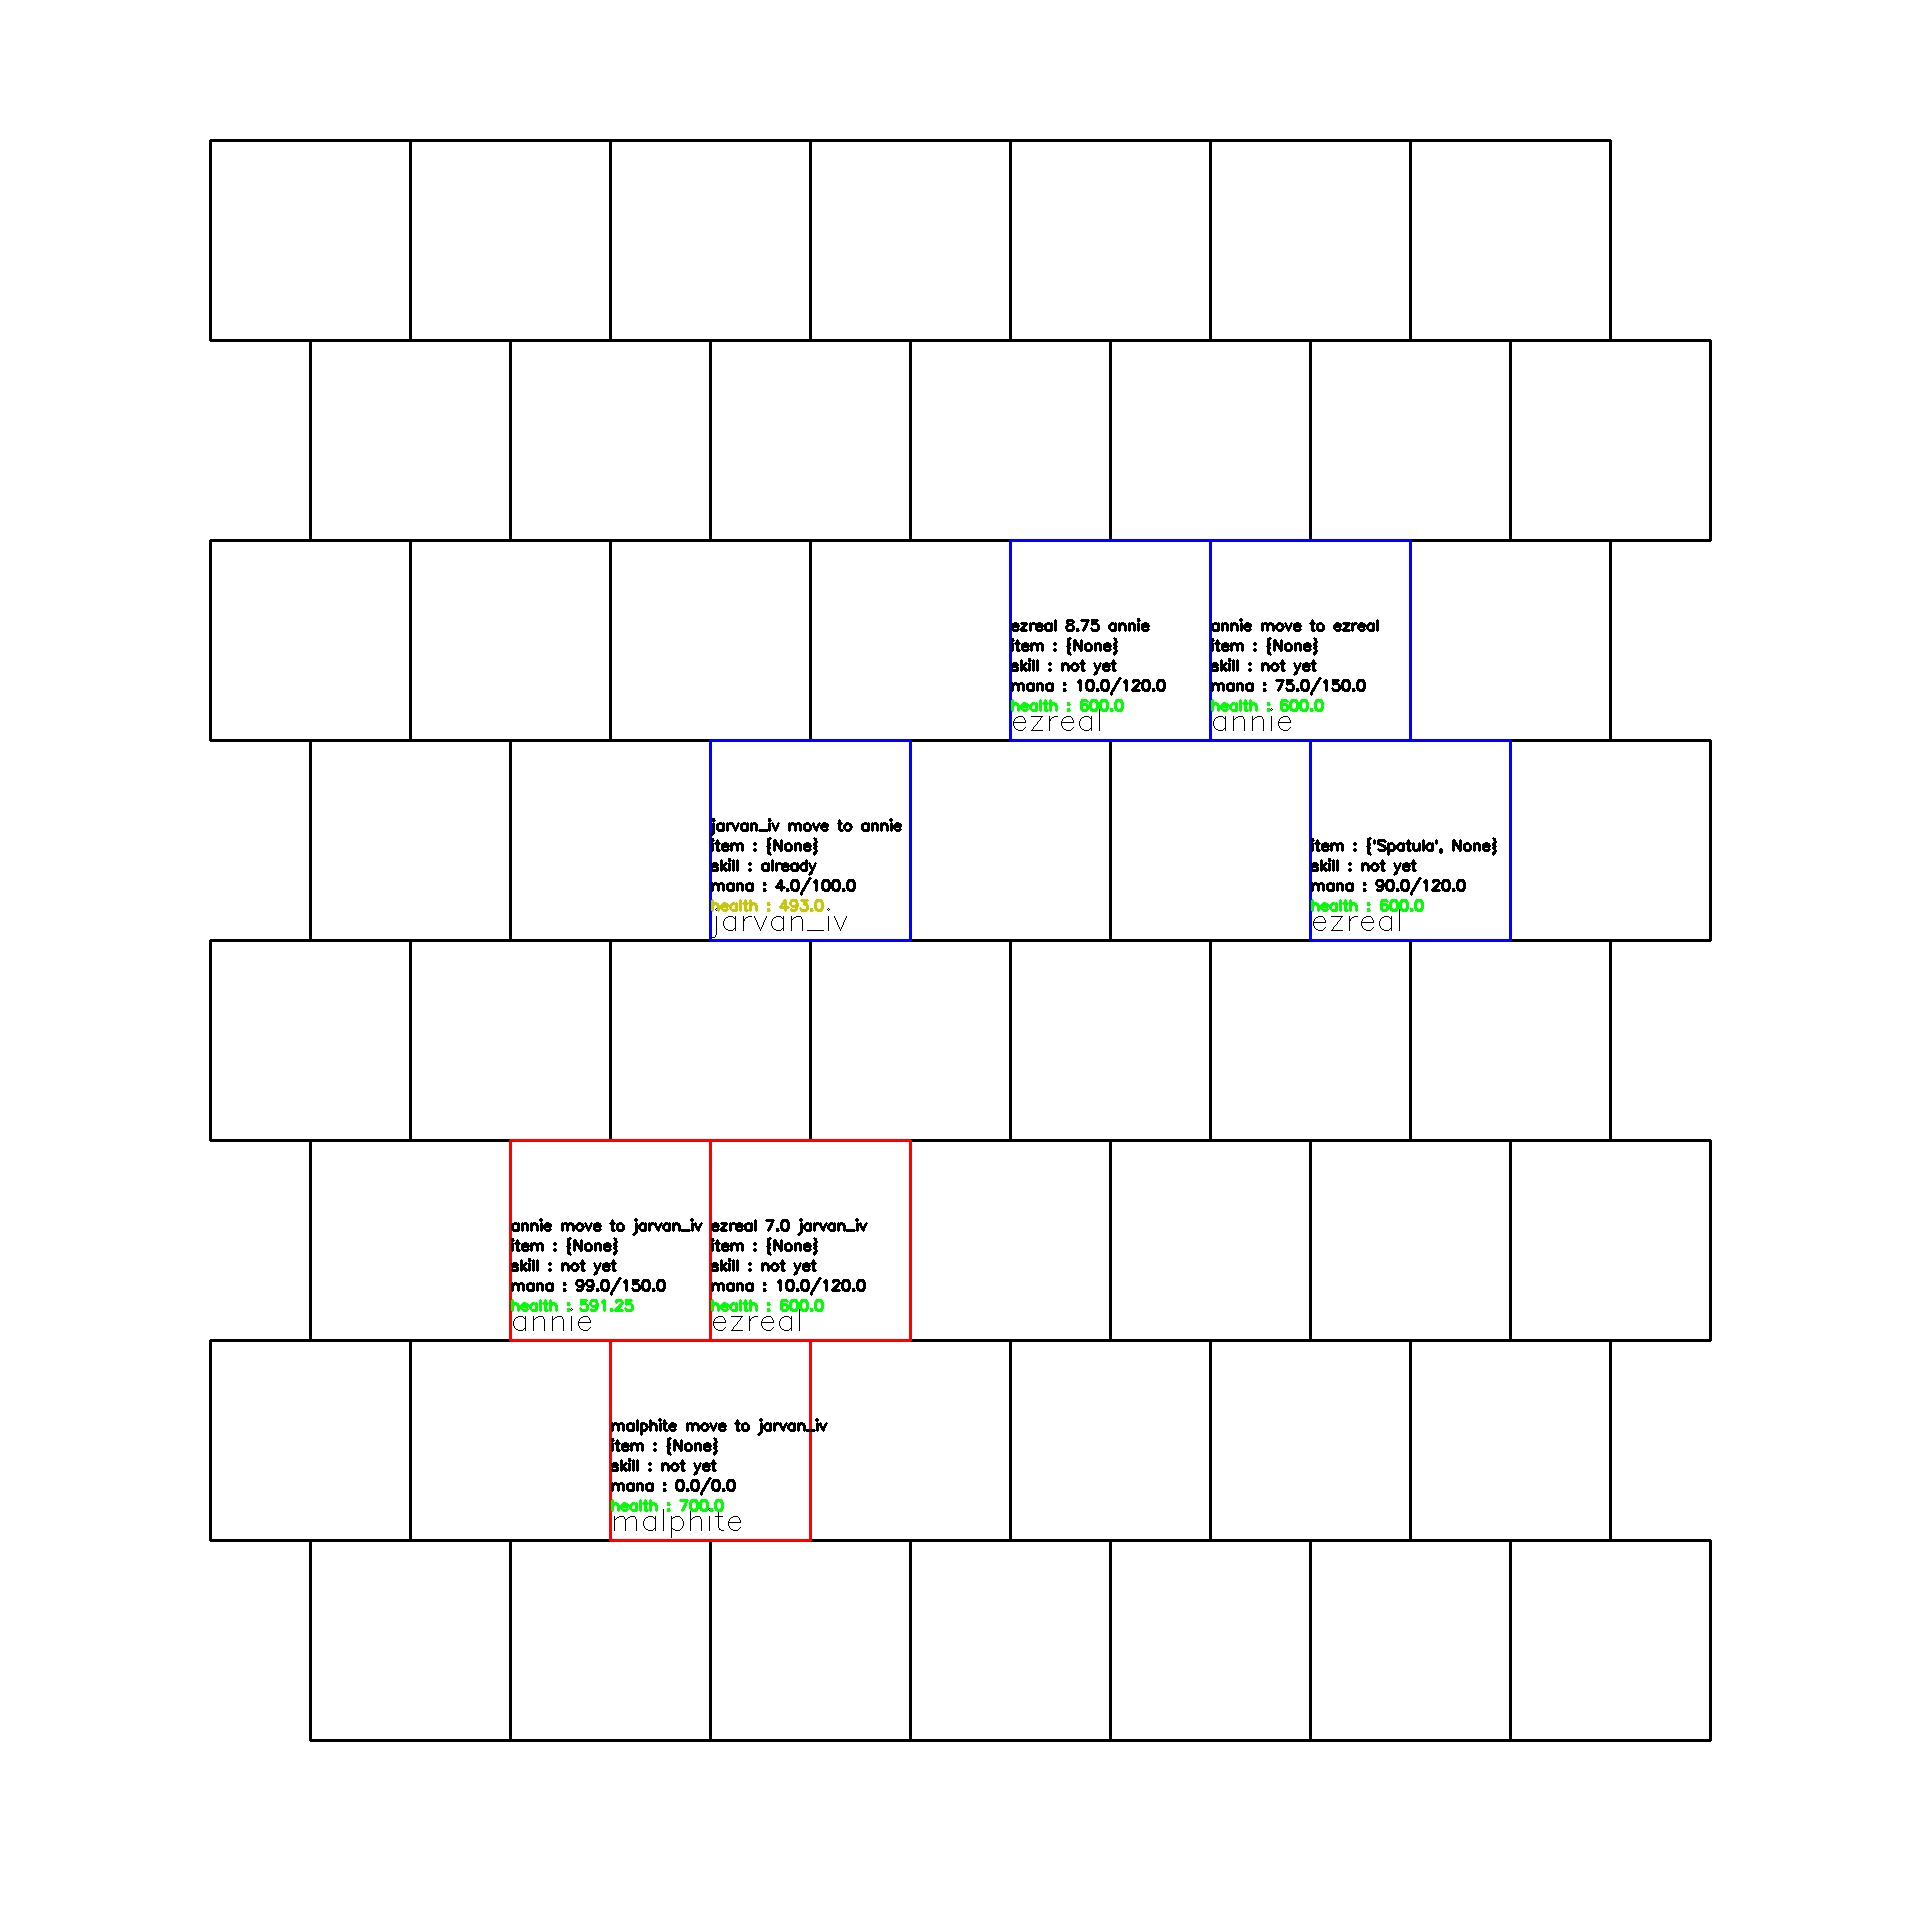 ezreal 8.75 annie
item : {None}
skill : not yet
mana : 10.0/120.0
health : 600.0
ezreal
annie move to ezreal
item : {None}
skill : not yet
mana : 75.0/150.0
health : 600.0
annie
jarvan_iv move to annie
item : {None}
skill : already
mana : 4.0/100.0
health : 493.0
jarvan_iv
item : {'Spatula', None}
skill : not yet
mana : 90.0/120.0
health : 600.0
ezreal
annie move to jarvan_iv
item : {None}
skill : not yet
mana : 99.0/150.0
health : 591.25
annie
ezreal 7.0 jarvan_iv
item : {None}
skill : not yet
mana : 10.0/120.0
health : 600.0
ezreal
malphite move to jarvan_iv
item : {None}
skill : not yet
mana : 0.0/0.0
health : 700.0
malphite